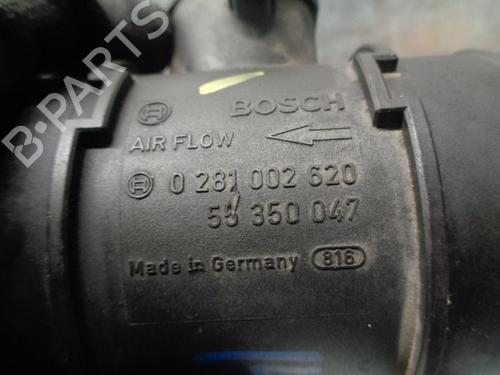 BOSCH
AIR FLOW
0 281 002 620
55 350 047
Made in Germany 816
B-PARTS